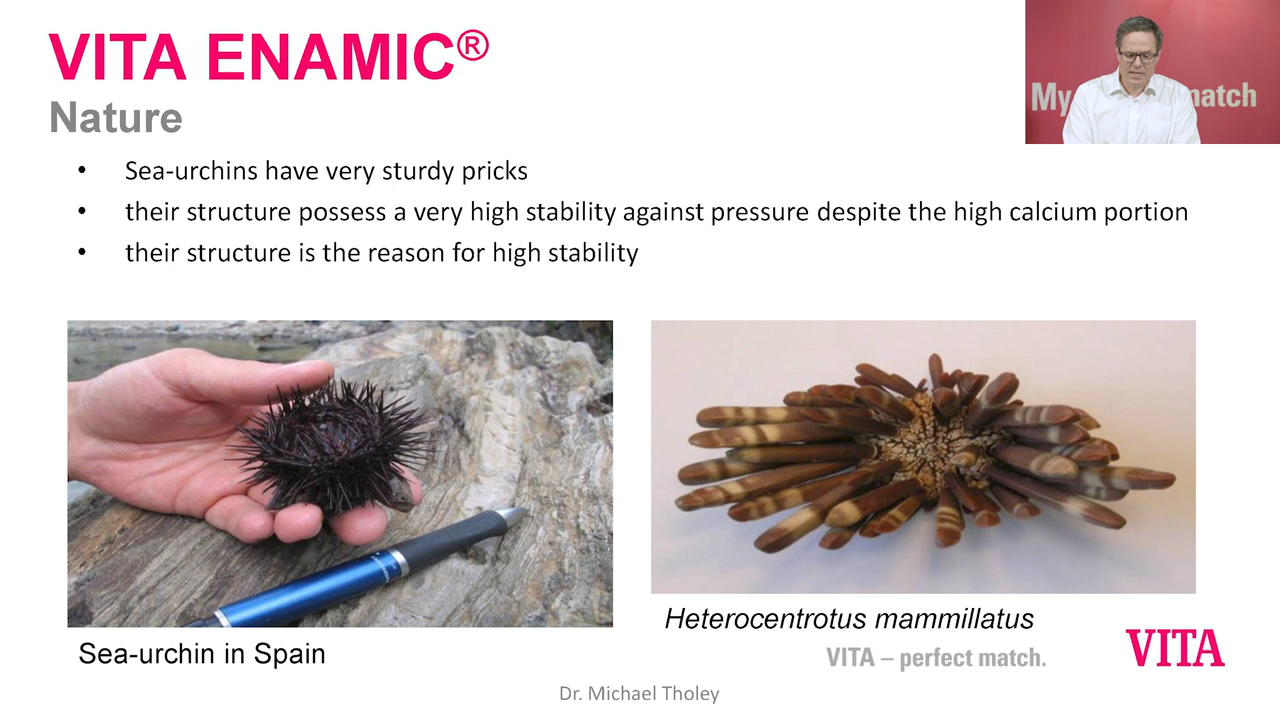 VITA ENAMIC®
Nature
My match
• Sea-urchins have very sturdy pricks
• their structure possess a very high stability against pressure despite the high calcium portion
• their structure is the reason for high stability
Sea-urchin in Spain
Heterocentrotus mammillatus
VITA – perfect match.
VITA
Dr. Michael Tholey